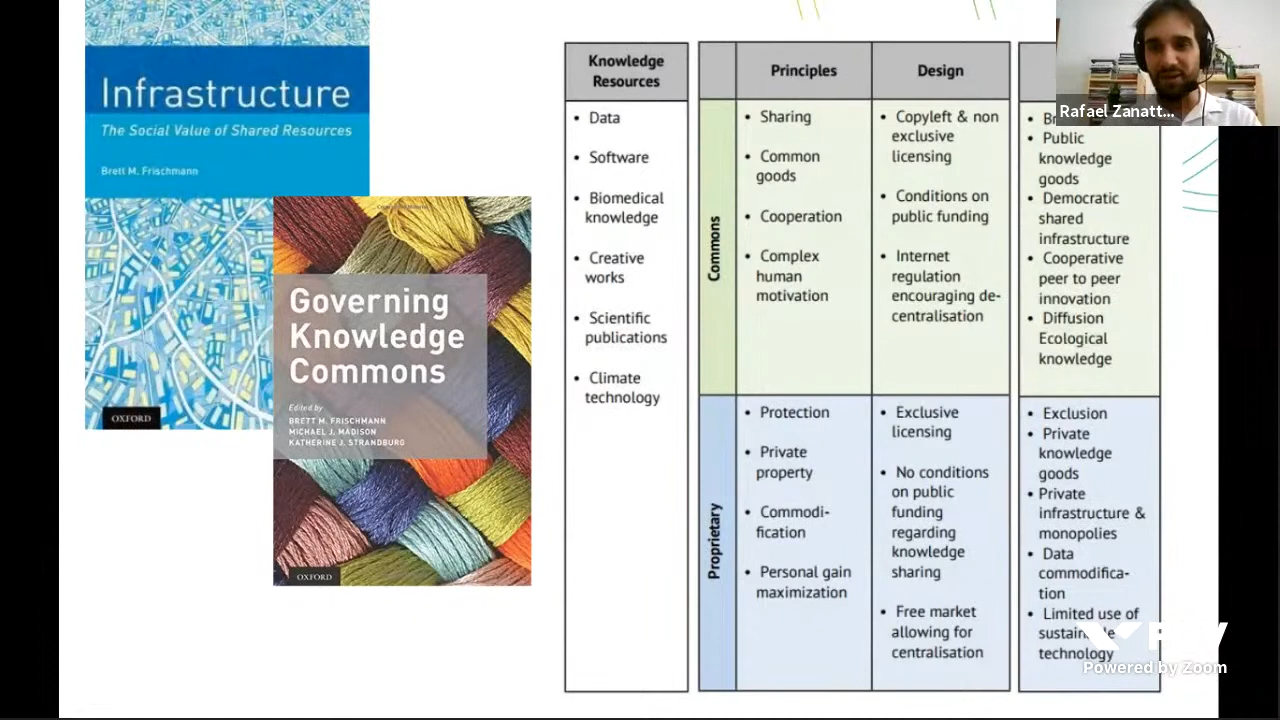 Infrastructure
The Social Value of Shared Resources
Brett M. Frischmann
OXFORD
Governing
Knowledge
Commons
Edited by
BRETT M. FRISCHMANN
MICHAEL J. MADISON
KATHERINE J. STRANDBURG
OXFORD
Knowledge
Resources
• Data
• Software
• Biomedical
knowledge
• Creative
works
• Scientific
publications
• Climate
technology
Principles
Design
Commons
• Sharing
• Common
goods
• Cooperation
• Complex
human
motivation
• Copyleft & non
exclusive
licensing
• Conditions on
public funding
• Internet
regulation
encouraging de-
centralisation
• Public
knowledge
goods
• Democratic
shared
infrastructure
• Cooperative
peer to peer
innovation
• Diffusion
Ecological
knowledge
Proprietary
• Protection
• Private
property
• Commodi-
fication
• Personal gain
maximization
• Exclusive
licensing
• No conditions
on public
funding
regarding
knowledge
sharing
• Free market
allowing for
centralisation
• Exclusion
• Private
knowledge
goods
• Private
infrastructure &
monopolies
• Data
commodifica-
tion
• Limited use of
technology
Rafael Zanatt...
Powered by Zoom